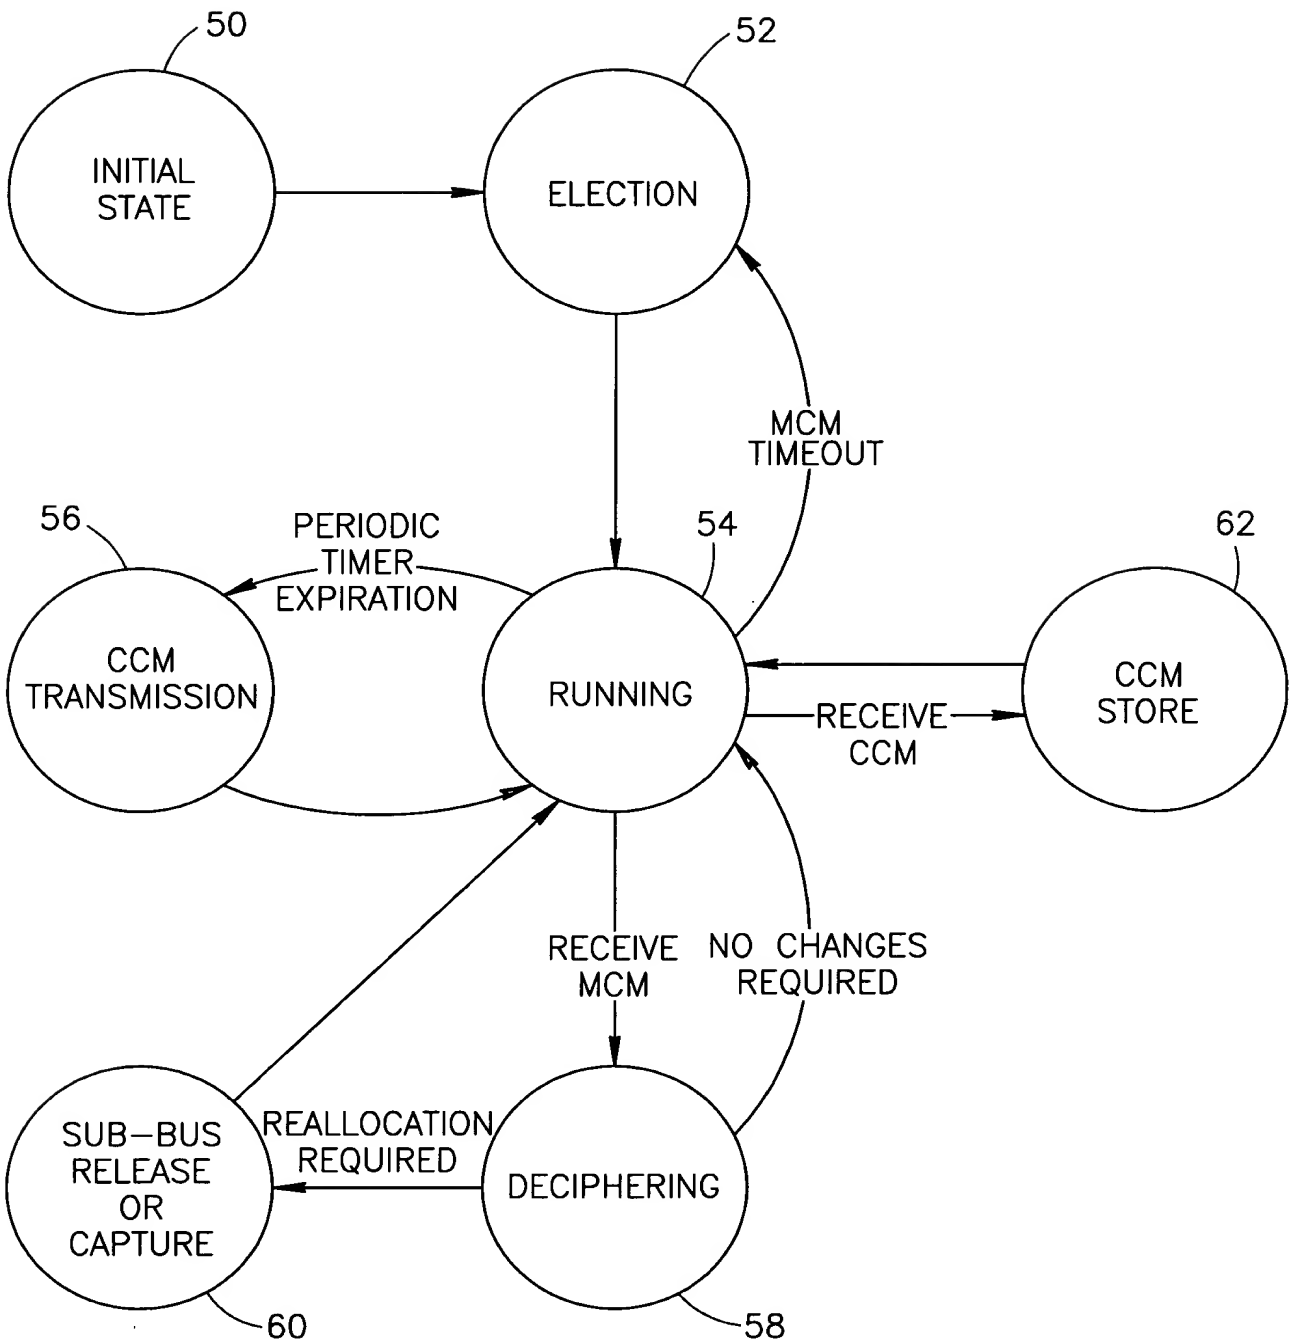 50
52
INITIAL
STATE
ELECTION
MCM
TIMEOUT
56
PERIODIC
TIMER
EXPIRATION
54
62
CCM
TRANSMISSION
RUNNING
CCM
STORE
RECEIVE
CCM
RECEIVE
MCM
NO CHANGES
REQUIRED
SUB-BUS
RELEASE
OR
CAPTURE
REALLOCATION
REQUIRED
DECIPHERING
60
58